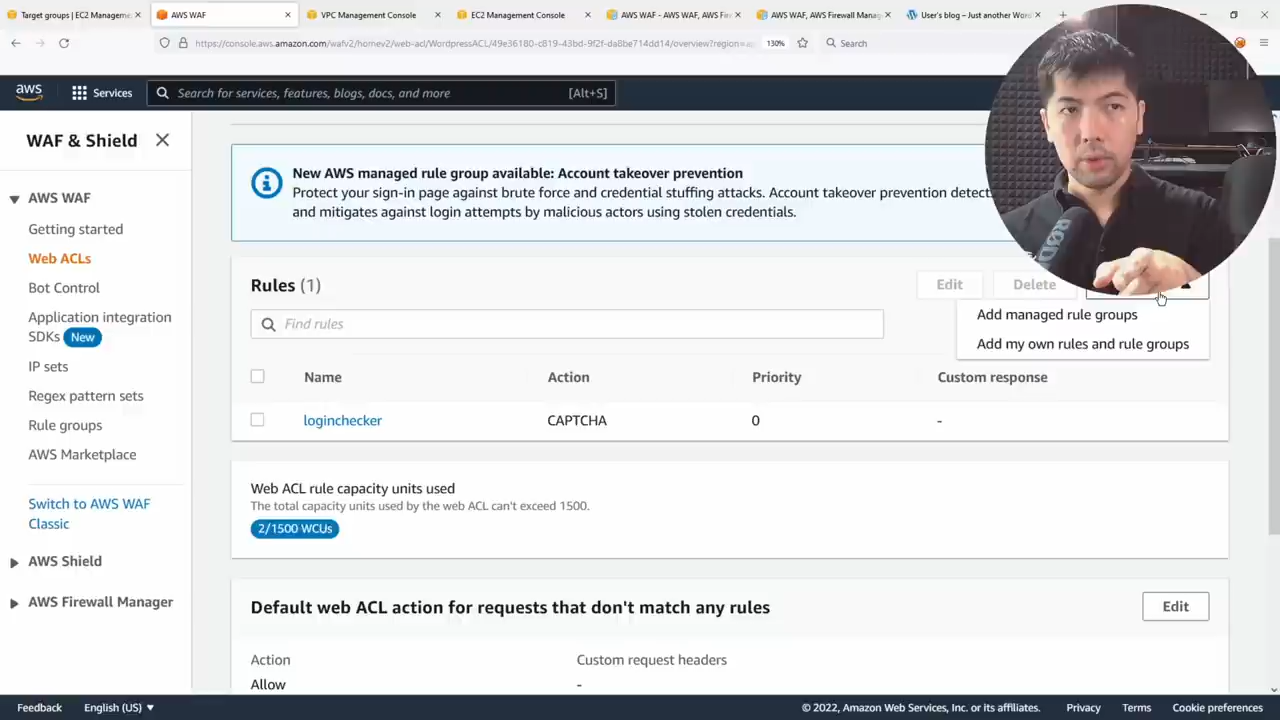 Target groups | EC2 Manageme
AWS WAF
VPC Management Console
EC2 Management Console
AWS WAF - AWS WAF, AWS Fire
AWS WAF, AWS Firewall Manage
User's blog – Just another Wor
130%
Search
aws
Services
Search for services, features, blogs, docs, and more
[Alt+S]
WAF & Shield
AWS WAF
Getting started
Web ACLs
Bot Control
Application integration
SDKs
New
IP sets
Regex pattern sets
Rule groups
AWS Marketplace
Switch to AWS WAF
Classic
AWS Shield
AWS Firewall Manager
New AWS managed rule group available: Account takeover prevention
Protect your sign-in page against brute force and credential stuffing attacks. Account takeover prevention detect
and mitigates against login attempts by malicious actors using stolen credentials.
Rules (1)
Edit
Delete
Find rules
Add managed rule groups
Add my own rules and rule groups
Name
Action
Priority
Custom response
loginchecker
CAPTCHA
0
-
Web ACL rule capacity units used
The total capacity units used by the web ACL can't exceed 1500.
2/1500 WCUs
Default web ACL action for requests that don't match any rules
Edit
Action
Custom request headers
Allow
-
Feedback
English (US)
© 2022, Amazon Web Services, Inc. or its affiliates.
Privacy
Terms
Cookie preferences